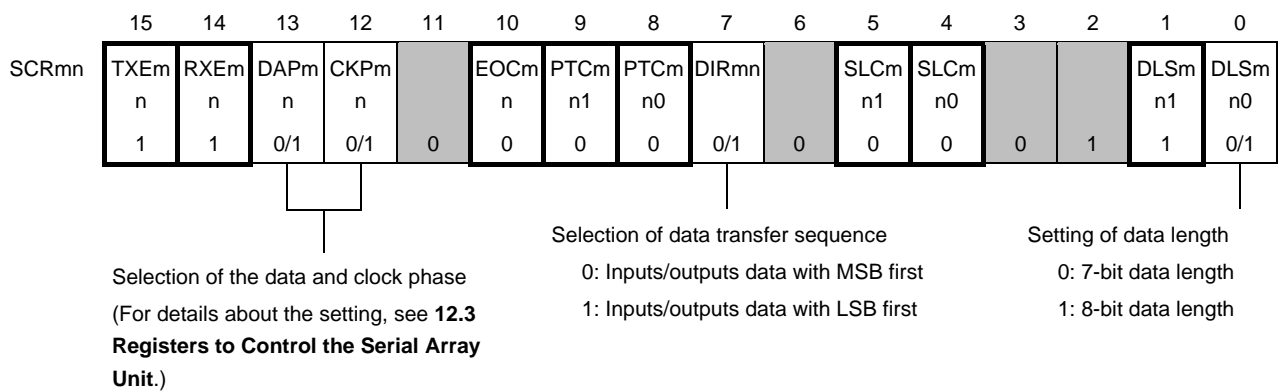 15 14 13 12 11 10 9 8 7 6 5 4 3 2 1 0
SCRmn TXEm RXEm DAPm CKPm EOCm PTCm PTCm DIRmn SLCm SLCm DLSm DLSm
n n n n n n1 n0 n1 n0 n1 n0
1 1 0/1 0/1 0 0 0 0 0/1 0 0 0 0 1 1 0/1
Selection of the data and clock phase
(For details about the setting, see 12.3
Registers to Control the Serial Array
Unit.)
Selection of data transfer sequence
0: Inputs/outputs data with MSB first
1: Inputs/outputs data with LSB first
Setting of data length
0: 7-bit data length
1: 8-bit data length